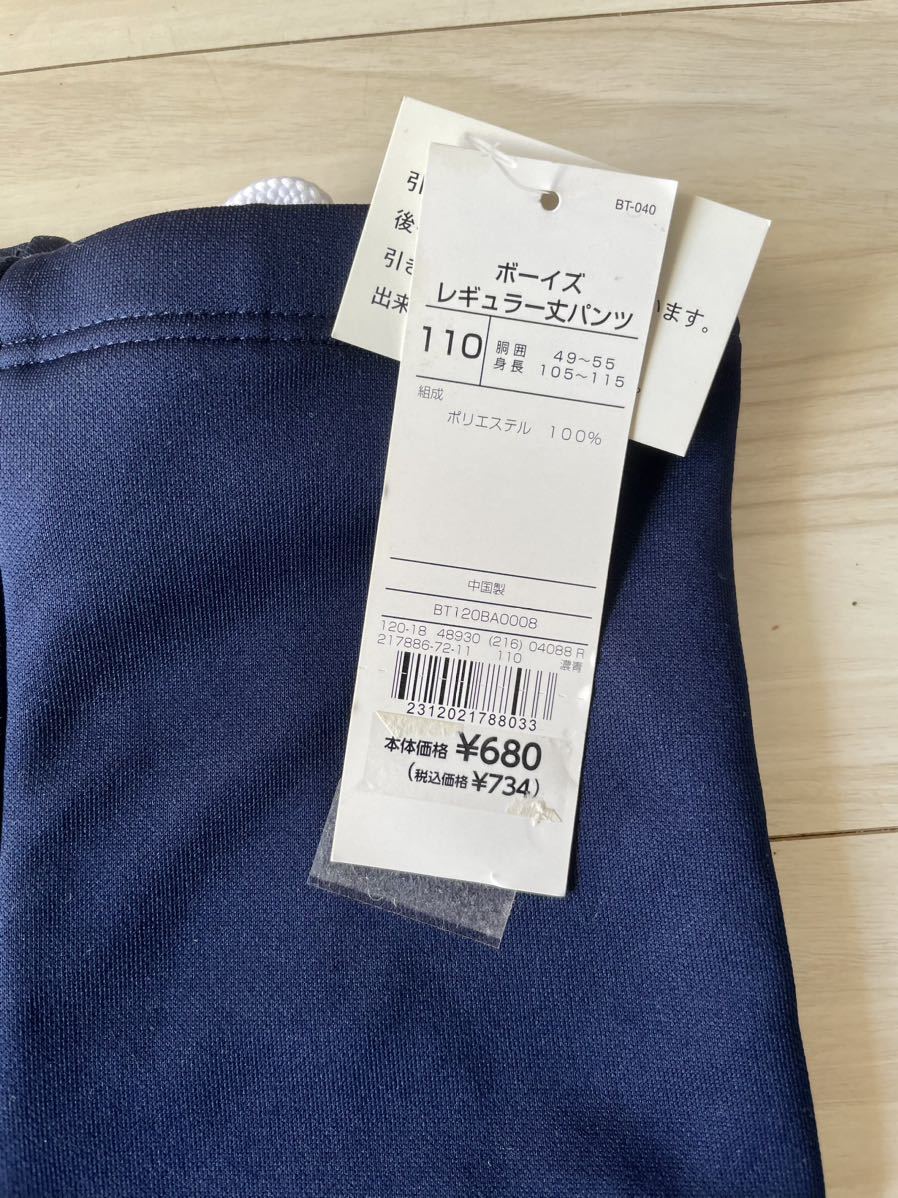 BT-040
ボーイズ
レギュラー丈パンツ
110
胴囲 49～55
身長 105～115
組成
ポリエステル 100%
中国製
BT120BA0008
120-18 48930 (216) 04088 R
217886-72-11 110 濃青
2312021788033
本体価格 ¥680
(税込価格 ¥734)
引
後
引き
出来
います。